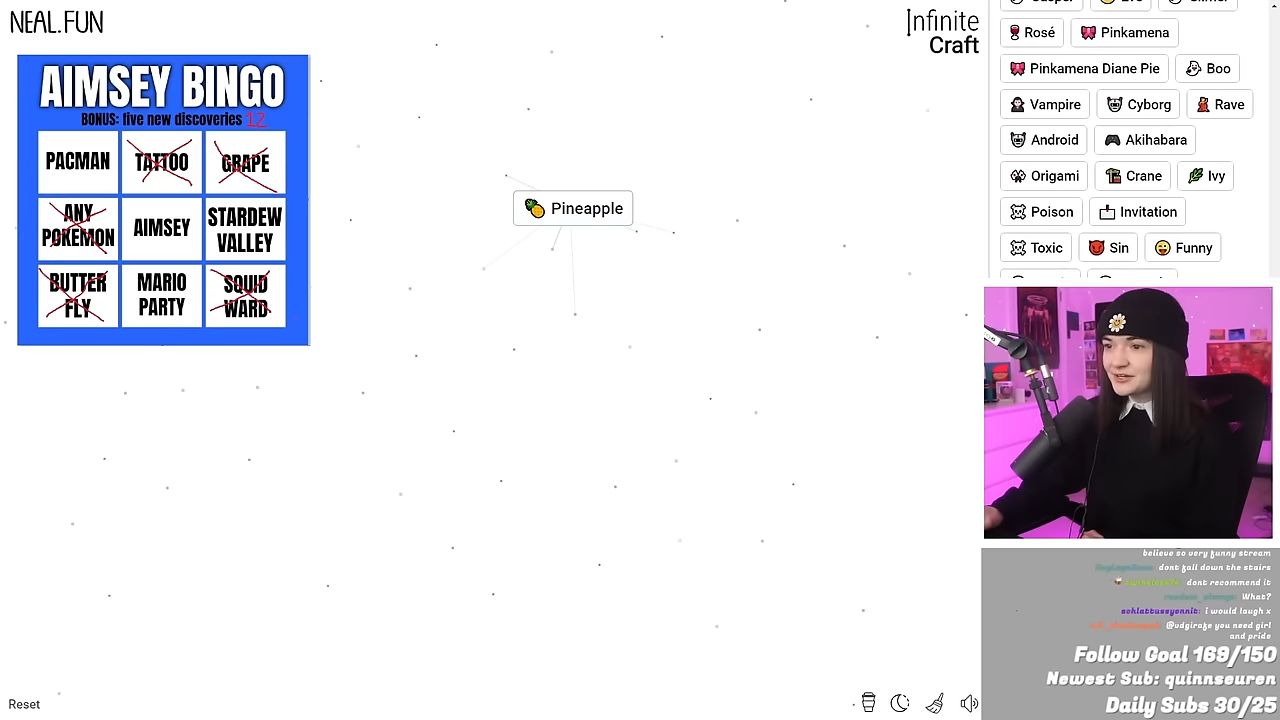 NEAL.FUN
Infinite
Craft
AIMSEY BINGO
BONUS: five new discoveries 12
PACMAN
TATTOO
GRAPE
ANY
POKEMON
AIMSEY
STARDEW
VALLEY
BUTTER
FLY
MARIO
PARTY
SQUID
WARD
Pineapple
Rosé
Pinkamena
Pinkamena Diane Pie
Boo
Vampire
Cyborg
Rave
Android
Akihabara
Origami
Crane
Ivy
Poison
Invitation
Toxic
Sin
Funny
believe so very funny stream
dont fall down the stairs
dont recommend it
What?
schlattussyennit: i would laugh x
@vdgirafe you need girl
and pride
Follow Goal 169/150
Newest Sub: quinnseuren
Daily Subs 30/25
Reset